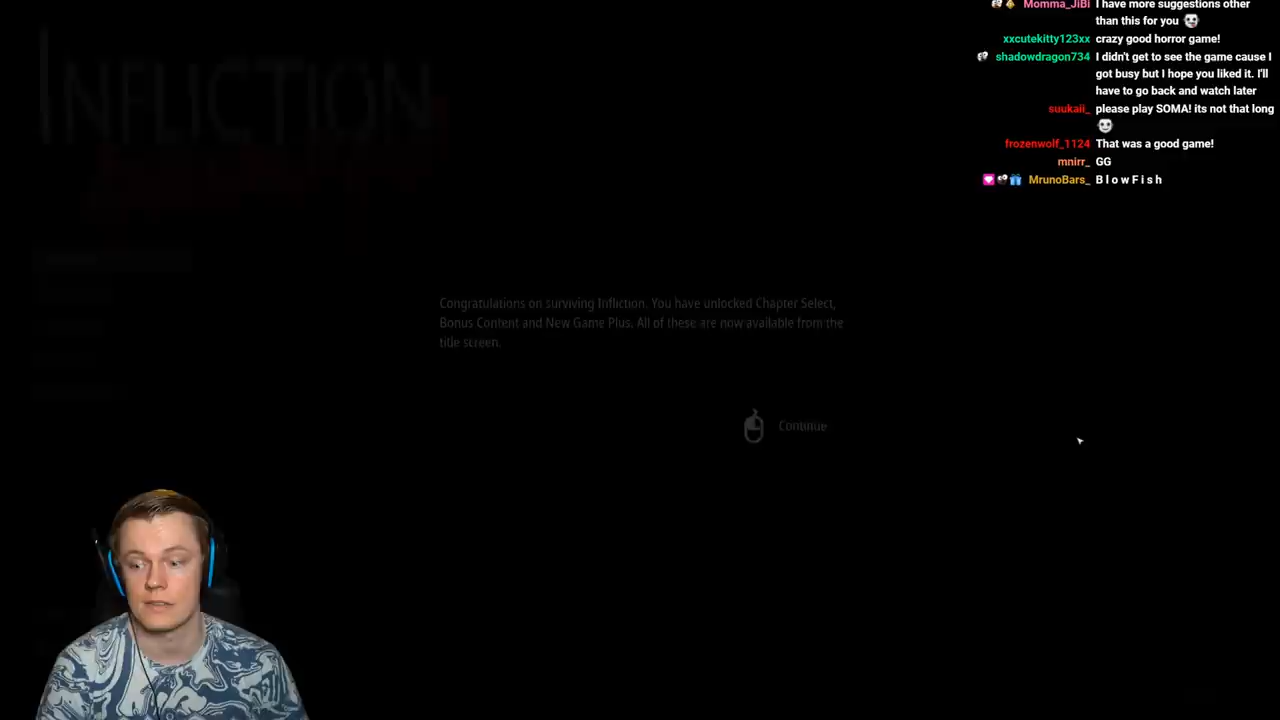 Momma_JiBi I have more suggestions other
than this for you
xxcutekitty123xx crazy good horror game!
shadowdragon734 I didn't get to see the game cause I
got busy but I hope you liked it. I'll
have to go back and watch later
suukaii_ please play SOMA! its not that long
frozenwolf_1124 That was a good game!
mnirr_ GG
MrunoBars_ B l o w F i s h
INFLICTION
Congratulations on surviving Infliction. You have unlocked Chapter Select,
Bonus Content and New Game Plus. All of these are now available from the
title screen.
Continue